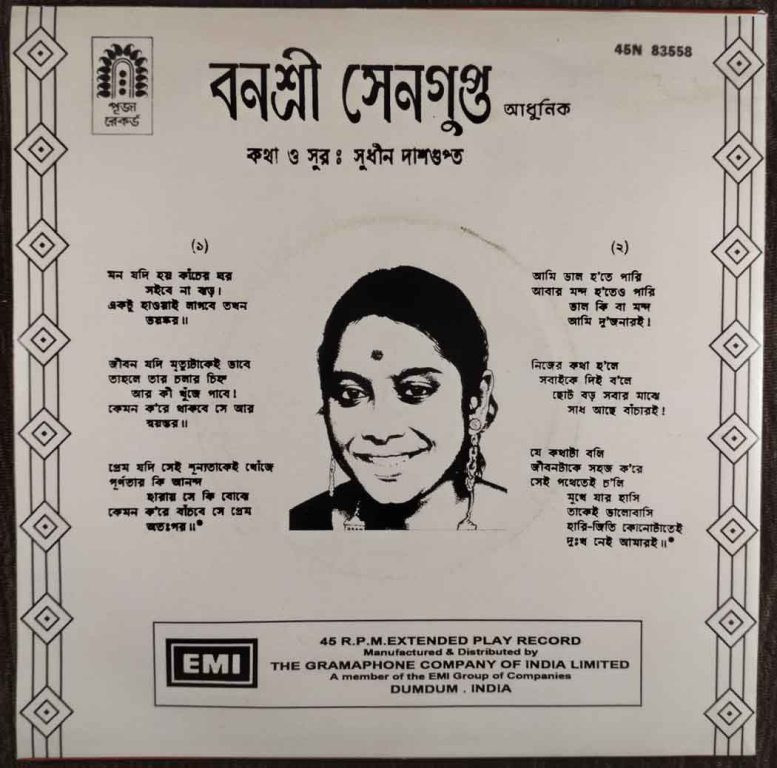 45N 83558
পূজা
রেকর্ড
বনশ্রী সেনগুপ্ত আধুনিক
কথা ও সুর ঃ সুধীন দাশগুপ্ত
(১)
মন যদি হয় কাঁচের ঘর
সইবে না ঝড়।
একটু হাওয়াই লাগবে তখন
ভয়ঙ্কর॥
জীবন যদি মৃত্যুটাকেই ভাবে
তাহলে তার চলার চিহ্ন
আর কী খুঁজে পাবে!
কেমন ক'রে থাকবে সে আর
স্বয়ম্ভর॥
প্রেম যদি সেই শূন্যতাকেই খোঁজে
পূর্ণতার কি আনন্দ
হারায় সে কি বোঝে
কেমন ক'রে বাঁচবে সে প্রেম
অতঃপর॥*
(২)
আমি ভাল হ'তে পারি
আবার মন্দ হ'তেও পারি
ভাল কি বা মন্দ
আমি দু'জনারই!
নিজের কথা হ'লে
সবাইকে দিই ব'লে
ছোট বড় সবার মাঝে
সাধ আছে বাঁচারই!
যে কথাটা বলি
জীবনটাকে সহজ ক'রে
সেই পথেতেই চ'লি
মুখে যার হাসি
তাকেই ভালোবাসি
হারি-জিতি কোনোটাতেই
দুঃখ নেই আমারই॥*
EMI
45 R.P.M.EXTENDED PLAY RECORD
Manufactured & Distributed by
THE GRAMAPHONE COMPANY OF INDIA LIMITED
A member of the EMI Group of Companies
DUMDUM . INDIA